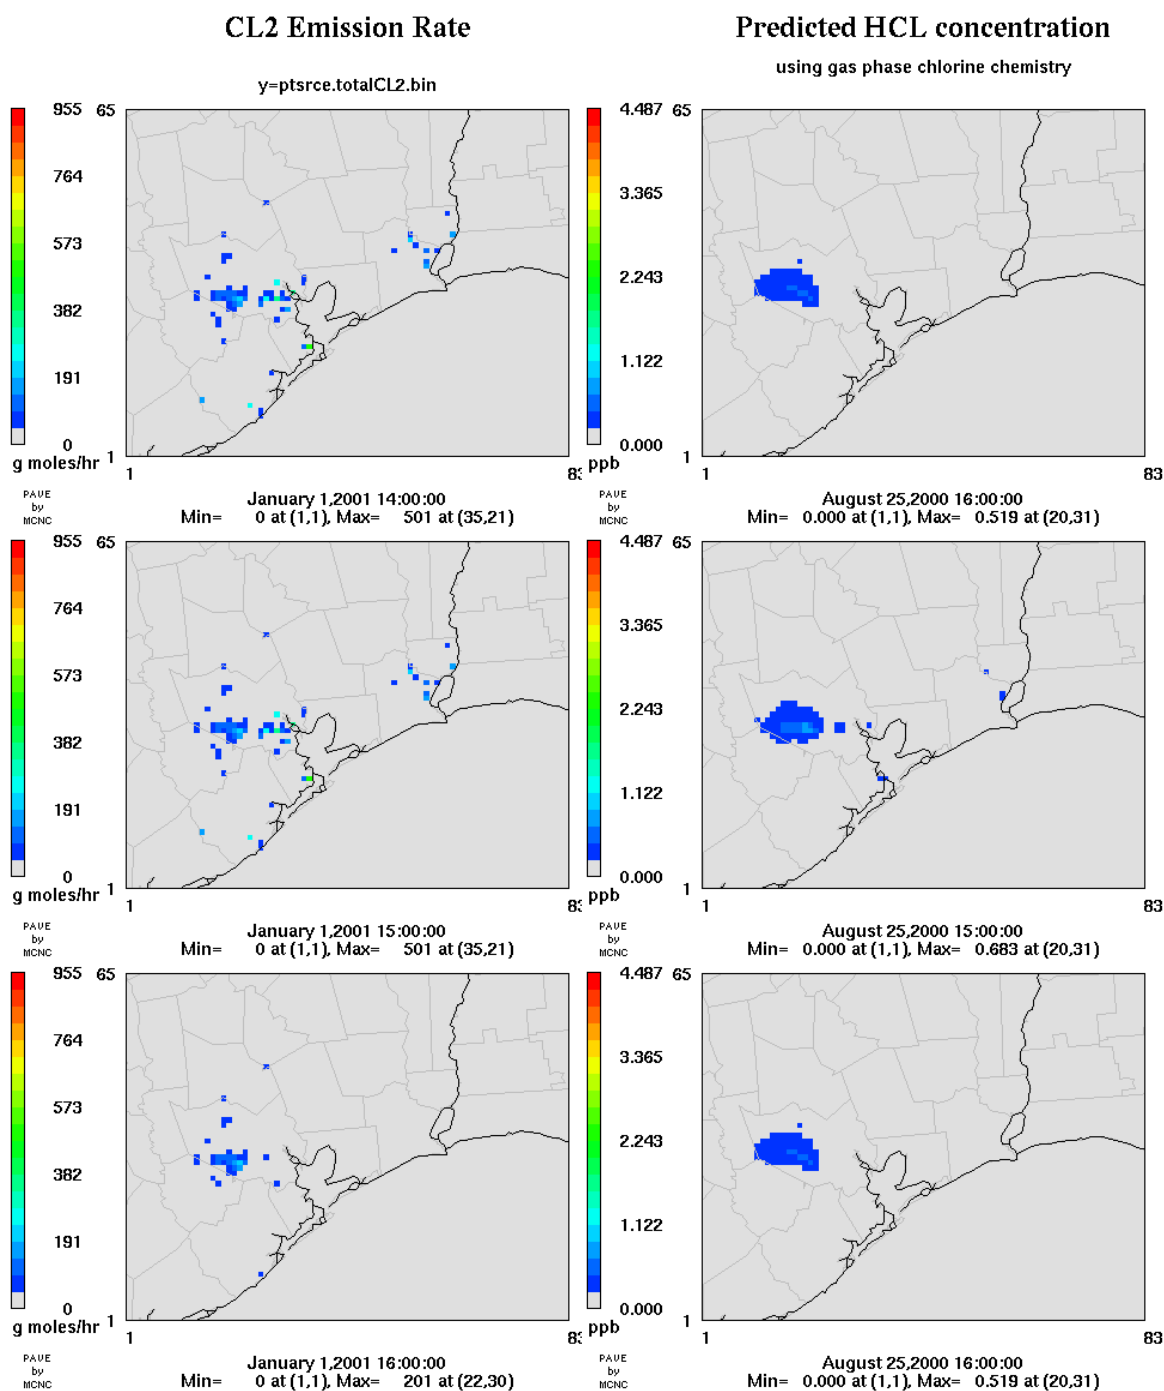 CL2 Emission Rate
Predicted HCL concentration
using gas phase chlorine chemistry
y=ptsrce.totalCL2.bin
955
764
573
382
191
0
g moles/hr
65
1
1
83
PAVE
by
MCNC
January 1,2001 14:00:00
Min= 0 at (1,1), Max= 501 at (35,21)
4.487
3.365
2.243
1.122
0.000
ppb
65
1
1
83
PAVE
by
MCNC
August 25,2000 16:00:00
Min= 0.000 at (1,1), Max= 0.519 at (20,31)
955
764
573
382
191
0
g moles/hr
65
1
1
83
PAVE
by
MCNC
January 1,2001 15:00:00
Min= 0 at (1,1), Max= 501 at (35,21)
4.487
3.365
2.243
1.122
0.000
ppb
65
1
1
83
PAVE
by
MCNC
August 25,2000 15:00:00
Min= 0.000 at (1,1), Max= 0.683 at (20,31)
955
764
573
382
191
0
g moles/hr
65
1
1
83
PAVE
by
MCNC
January 1,2001 16:00:00
Min= 0 at (1,1), Max= 201 at (22,30)
4.487
3.365
2.243
1.122
0.000
ppb
65
1
1
83
PAVE
by
MCNC
August 25,2000 16:00:00
Min= 0.000 at (1,1), Max= 0.519 at (20,31)